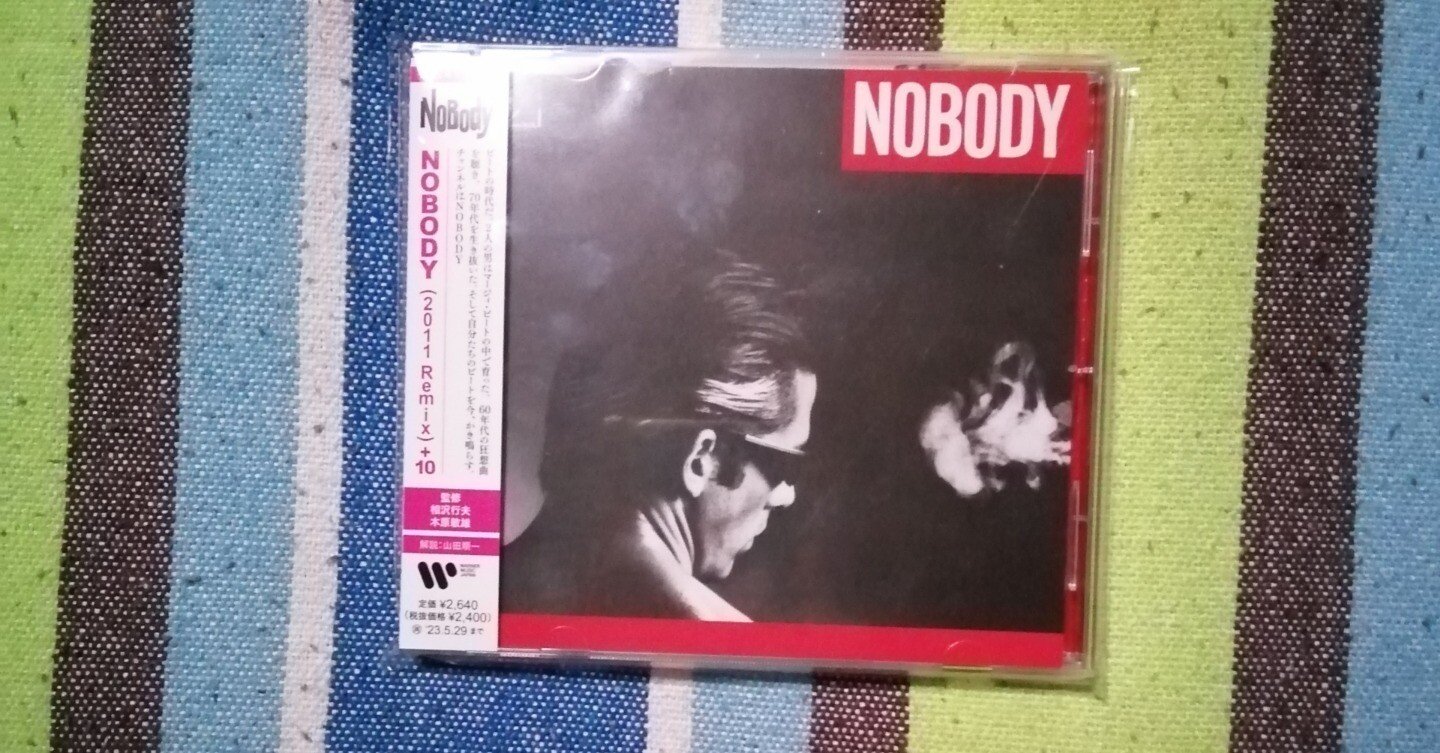 NOBODY
NoBody
NOBODY (2011 Remix) + 10
ビートの時代へ。2人の男はマージィ・ビートの中で育った。60年代の狂想曲
を聴き、70年代を生き抜いた。そして自分たちのビートを今、かき鳴らす。
チャンネルはNOBODY
監修
相沢行夫
木原敏雄
解説:山田順一
WARNER
MUSIC
JAPAN
定価 ¥2,640
(税抜価格 ¥2,400)
'23.5.29 まで